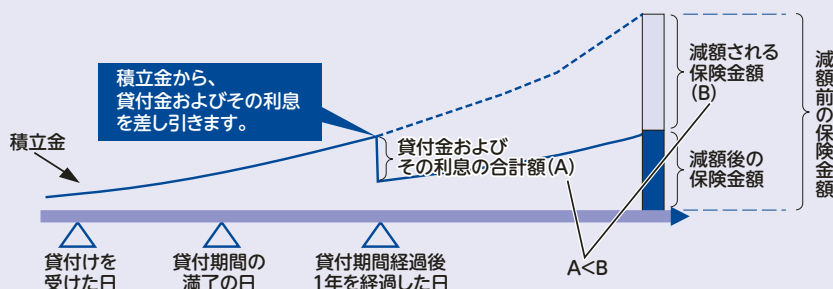 積立金から、
貸付金およびその利息
を差し引きます。
積立金
貸付金および
その利息の合計額(A)
減額される
保険金額
(B)
減額後の
保険金額
減額前の保険金額
貸付けを
受けた日
貸付期間の
満了の日
貸付期間経過後
1年を経過した日
A<B